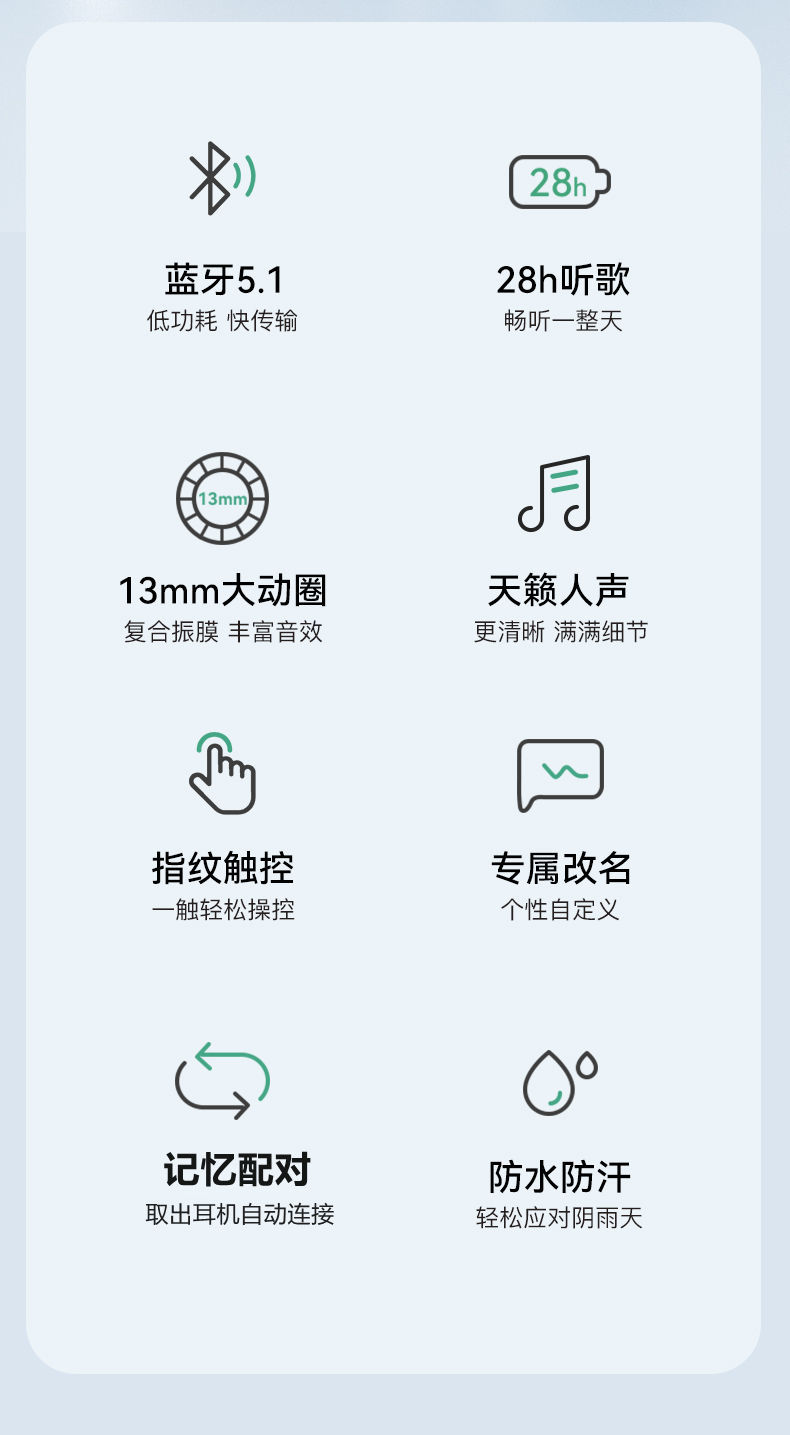 28h
蓝牙5.1
28h听歌
低功耗 快传输
畅听一整天
13mm
13mm大动圈
天籁人声
复合振膜 丰富音效
更清晰 满满细节
指纹触控
专属改名
一触轻松操控
个性自定义
记忆配对
防水防汗
取出耳机自动连接
轻松应对阴雨天